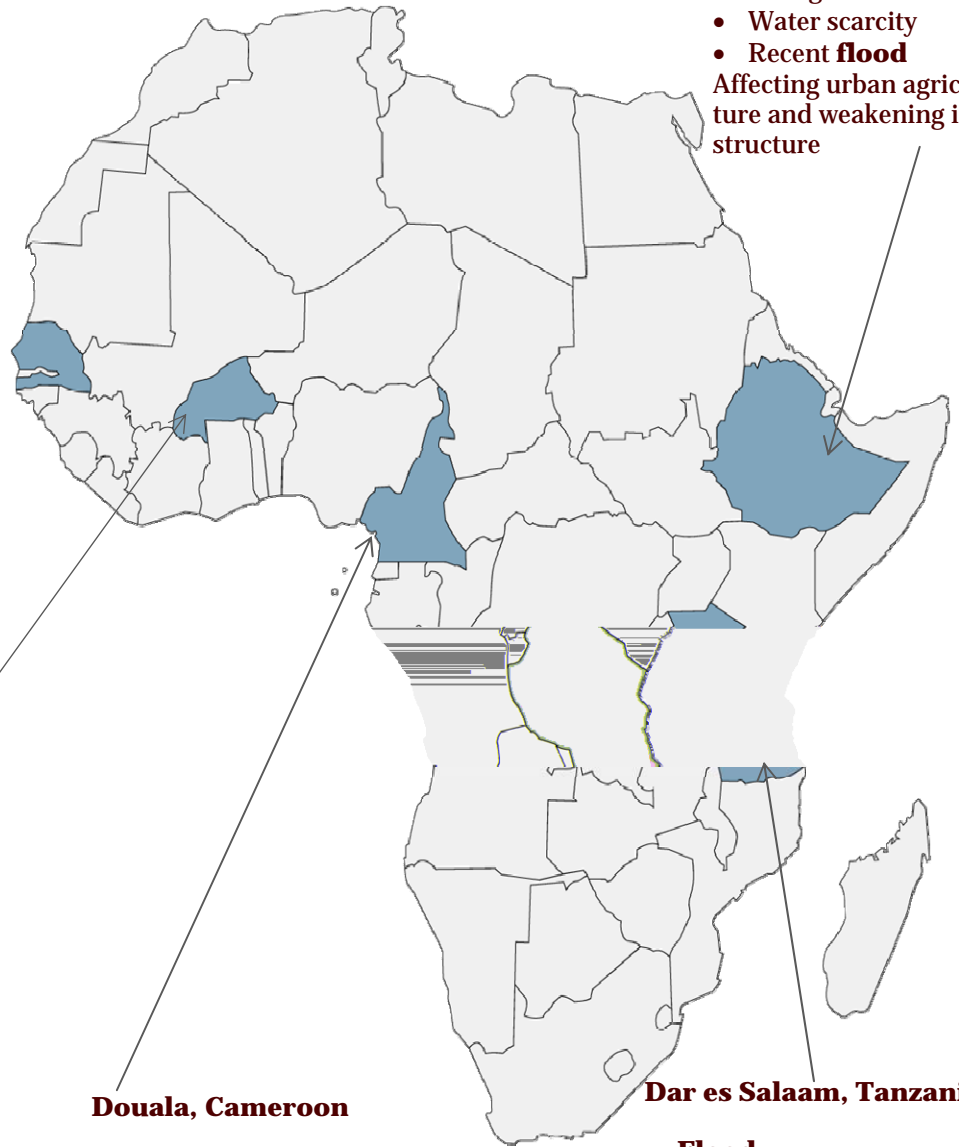 • Water scarcity
• Recent flood
Affecting urban agric
ture and weakening i
structure
Douala, Cameroon
Dar es Salaam, Tanzani